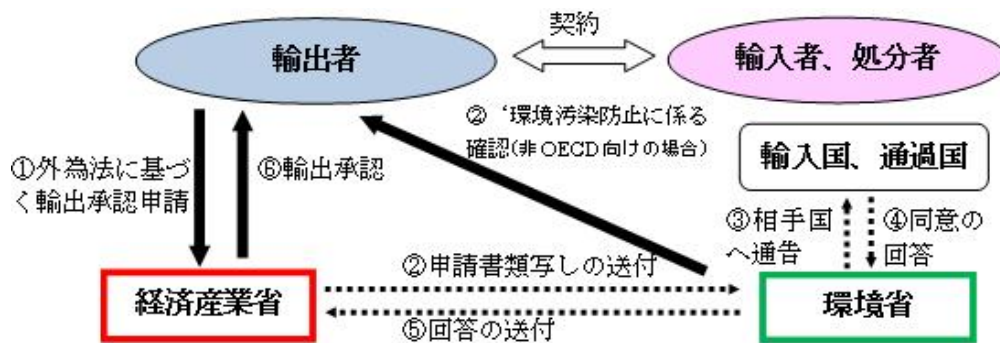 契約
輸出者
輸入者、処分者
②‘環境汚染防止に係る
確認(非OECD向けの場合)
輸入国、通過国
①外為法に基づ
く輸出承認申請
⑥輸出承認
③相手国
へ通告
④同意の
回答
②申請書類写しの送付
経済産業省
環境省
⑤回答の送付